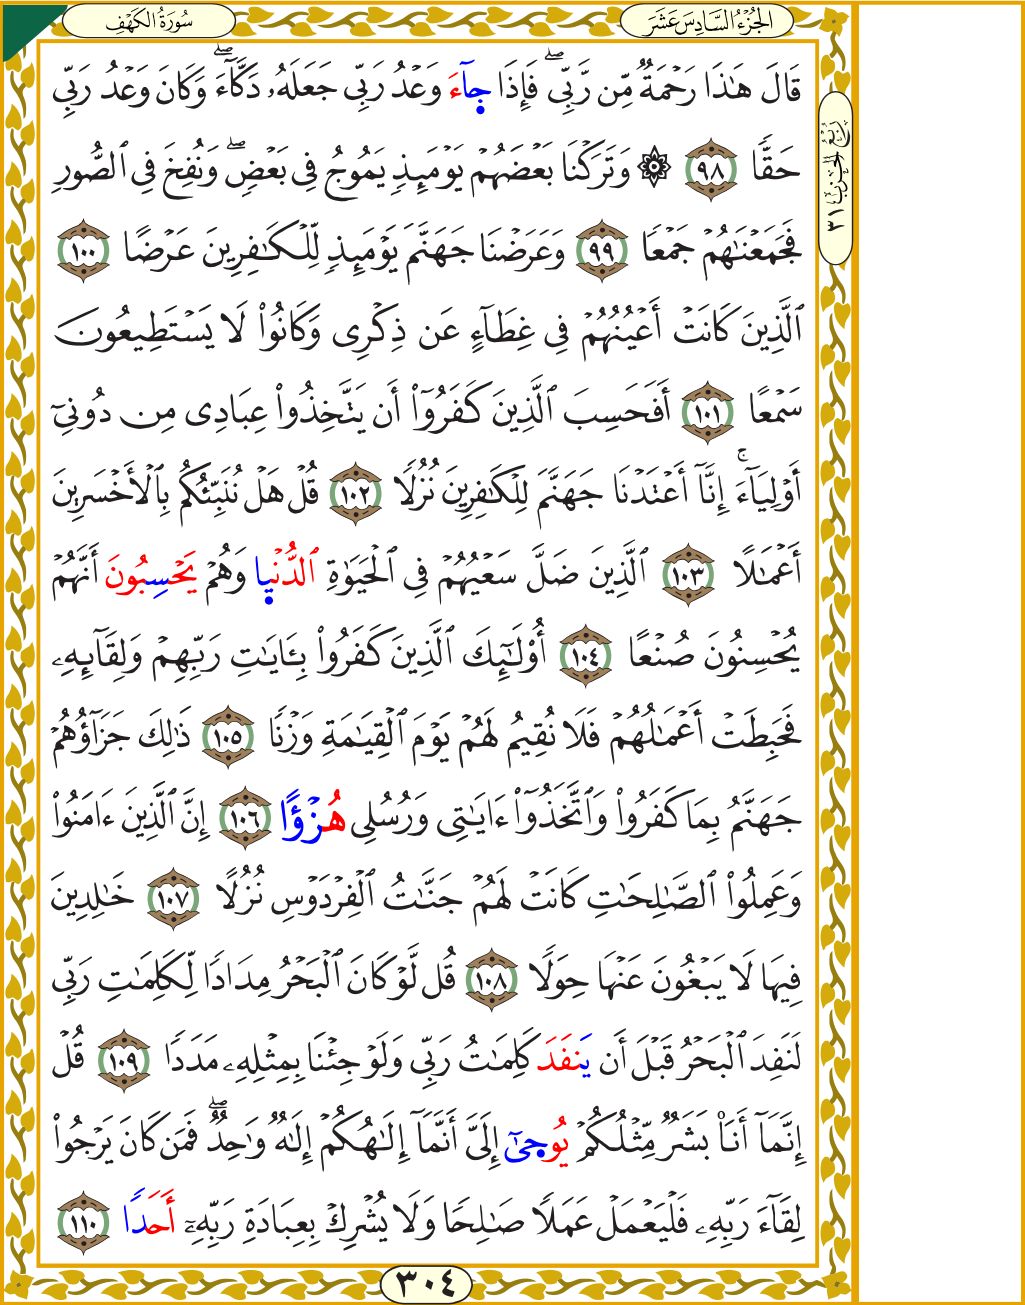 سُورَةُ الكَهْفِ
الجُزْءُ السَّادِسَ عَشَرَ
قَالَ هَٰذَا رَحۡمَةٞ مِّن رَّبِّيۖ فَإِذَا جَآءَ وَعۡدُ رَبِّي جَعَلَهُۥ دَكَّآءَۖ وَكَانَ وَعۡدُ رَبِّي
حَقّٗا ٩٨ ۞ وَتَرَكۡنَا بَعۡضَهُمۡ يَوۡمَئِذٖ يَمُوجُ فِي بَعۡضٖۖ وَنُفِخَ فِي ٱلصُّورِ
فَجَمَعۡنَٰهُمۡ جَمۡعٗا ٩٩ وَعَرَضۡنَا جَهَنَّمَ يَوۡمَئِذٖ لِّلۡكَٰفِرِينَ عَرۡضًا ١٠٠
ٱلَّذِينَ كَانَتۡ أَعۡيُنُهُمۡ فِي غِطَآءٍ عَن ذِكۡرِي وَكَانُواْ لَا يَسۡتَطِيعُونَ
سَمۡعًا ١٠١ أَفَحَسِبَ ٱلَّذِينَ كَفَرُوٓاْ أَن يَتَّخِذُواْ عِبَادِي مِن دُونِيٓ
أَوۡلِيَآءَۚ إِنَّآ أَعۡتَدۡنَا جَهَنَّمَ لِلۡكَٰفِرِينَ نُزُلٗا ١٠٢ قُلۡ هَلۡ نُنَبِّئُكُم بِٱلۡأَخۡسَرِينَ
أَعۡمَٰلًا ١٠٣ ٱلَّذِينَ ضَلَّ سَعۡيُهُمۡ فِي ٱلۡحَيَوٰةِ ٱلدُّنۡيا وَهُمۡ يَحۡسِبُونَ أَنَّهُمۡ
يُحۡسِنُونَ صُنۡعًا ١٠٤ أُوْلَٰٓئِكَ ٱلَّذِينَ كَفَرُواْ بِـَٔايَٰتِ رَبِّهِمۡ وَلِقَآئِهِۦ
فَحَبِطَتۡ أَعۡمَٰلُهُمۡ فَلَا نُقِيمُ لَهُمۡ يَوۡمَ ٱلۡقِيَٰمَةِ وَزۡنٗا ١٠٥ ذَٰلِكَ جَزَآؤُهُمۡ
جَهَنَّمُ بِمَا كَفَرُواْ وَٱتَّخَذُوٓاْ ءَايَٰتِي وَرُسُلِي هُزۡؤًا ١٠٦ إِنَّ ٱلَّذِينَ ءَامَنُواْ
وَعَمِلُواْ ٱلصَّٰلِحَٰتِ كَانَتۡ لَهُمۡ جَنَّٰتُ ٱلۡفِرۡدَوۡسِ نُزُلًا ١٠٧ خَٰلِدِينَ
فِيهَا لَا يَبۡغُونَ عَنۡهَا حِوَلٗا ١٠٨ قُل لَّوۡ كَانَ ٱلۡبَحۡرُ مِدَادٗا لِّكَلِمَٰتِ رَبِّي
لَنَفِدَ ٱلۡبَحۡرُ قَبۡلَ أَن يَنفَدَ كَلِمَٰتُ رَبِّي وَلَوۡ جِئۡنَا بِمِثۡلِهِۦ مَدَدٗا ١٠٩ قُلۡ
إِنَّمَآ أَنَا۠ بَشَرٞ مِّثۡلُكُمۡ يُوحىٰٓ إِلَيَّ أَنَّمَآ إِلَٰهُكُمۡ إِلَٰهٞ وَٰحِدٞۖ فَمَن كَانَ يَرۡجُواْ
لِقَآءَ رَبِّهِۦ فَلۡيَعۡمَلۡ عَمَلٗا صَٰلِحٗا وَلَا يُشۡرِكۡ بِعِبَادَةِ رَبِّهِۦٓ أَحَدَۢا ١١٠
رُبْعُ الحِزْب ٣١
٣٠٤